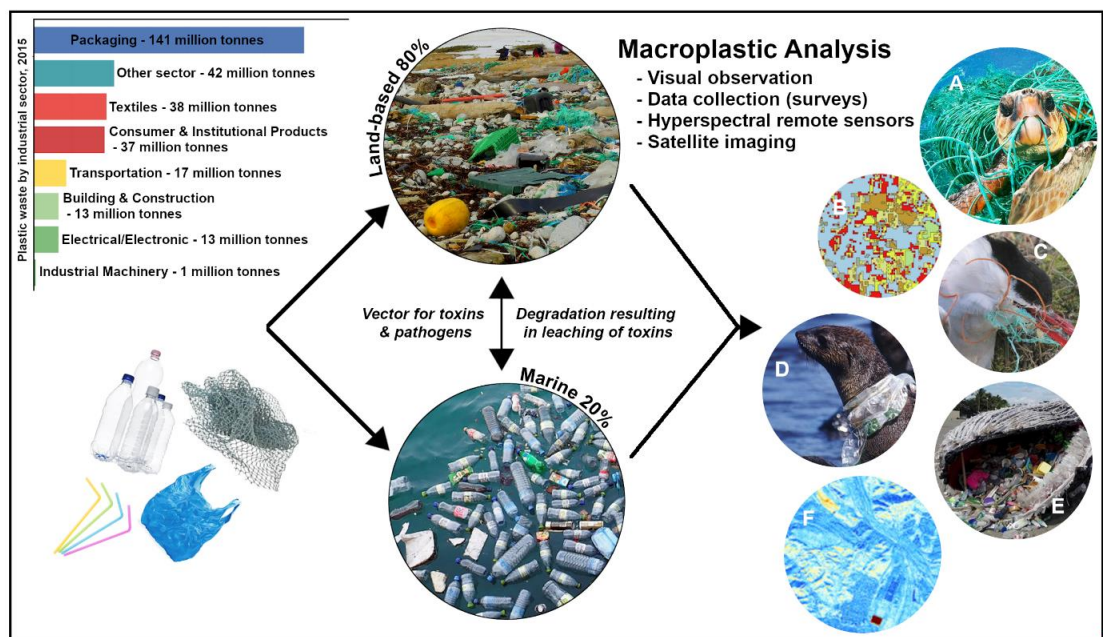 Plastic waste by industrial sector, 2015
Packaging - 141 million tonnes
Other sector - 42 million tonnes
Textiles - 38 million tonnes
Consumer & Institutional Products
- 37 million tonnes
Transportation - 17 million tonnes
Building & Construction
- 13 million tonnes
Electrical/Electronic - 13 million tonnes
Industrial Machinery - 1 million tonnes
Land-based 80%
Vector for toxins
& pathogens
Degradation resulting
in leaching of toxins
Marine 20%
Macroplastic Analysis
- Visual observation
- Data collection (surveys)
- Hyperspectral remote sensors
- Satellite imaging
A
B
C
D
E
F